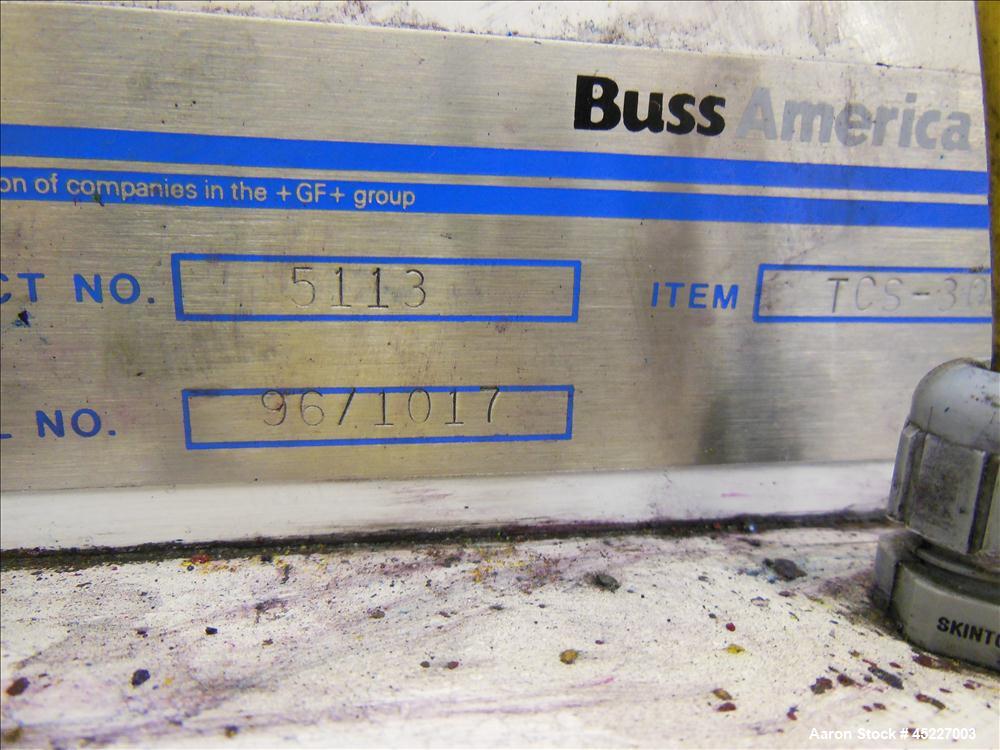 Buss America
on of companies in the +GF+ group
CT NO. 5113 ITEM TCS-30
L NO. 96/1017
SKINT
Aaron Stock # 45227003